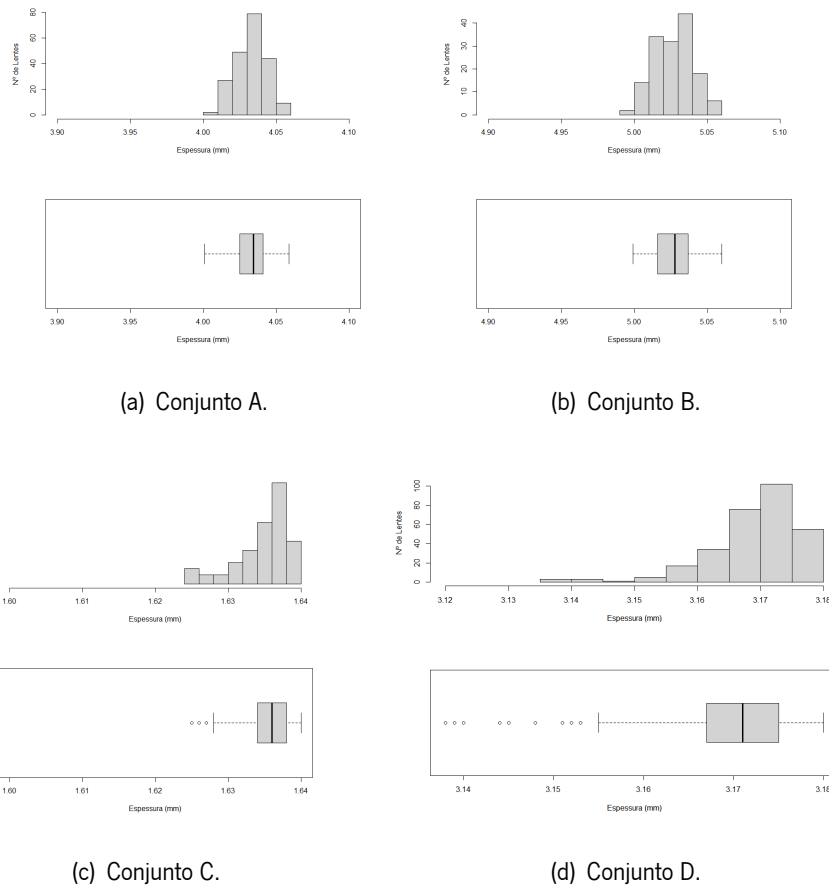 Nº de Lentes
80
60
40
20
0
3.90 3.95 4.00 4.05 4.10
Espessura (mm)
Nº de Lentes
40
30
20
10
0
4.90 4.95 5.00 5.05 5.10
Espessura (mm)
3.90 3.95 4.00 4.05 4.10
Espessura (mm)
4.90 4.95 5.00 5.05 5.10
Espessura (mm)
(a) Conjunto A.
(b) Conjunto B.
1.60 1.61 1.62 1.63 1.64
Espessura (mm)
Nº de Lentes
100
80
60
40
20
0
3.12 3.13 3.14 3.15 3.16 3.17 3.18
Espessura (mm)
1.60 1.61 1.62 1.63 1.64
Espessura (mm)
3.14 3.15 3.16 3.17 3.18
Espessura (mm)
(c) Conjunto C.
(d) Conjunto D.